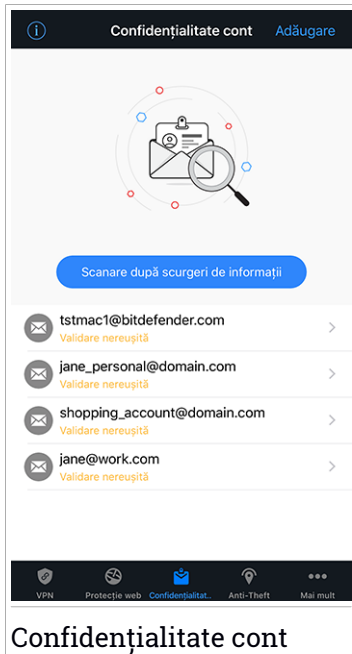 Confidențialitate cont
Adăugare
Scanare după scurgeri de informații
tstmac1@bitdefender.com
Validare nereușită
jane_personal@domain.com
Validare nereușită
shopping_account@domain.com
Validare nereușită
jane@work.com
Validare nereușită
VPN
Protecție web
Confidențialitat..
Anti-Theft
Mai mult
Confidențialitate cont